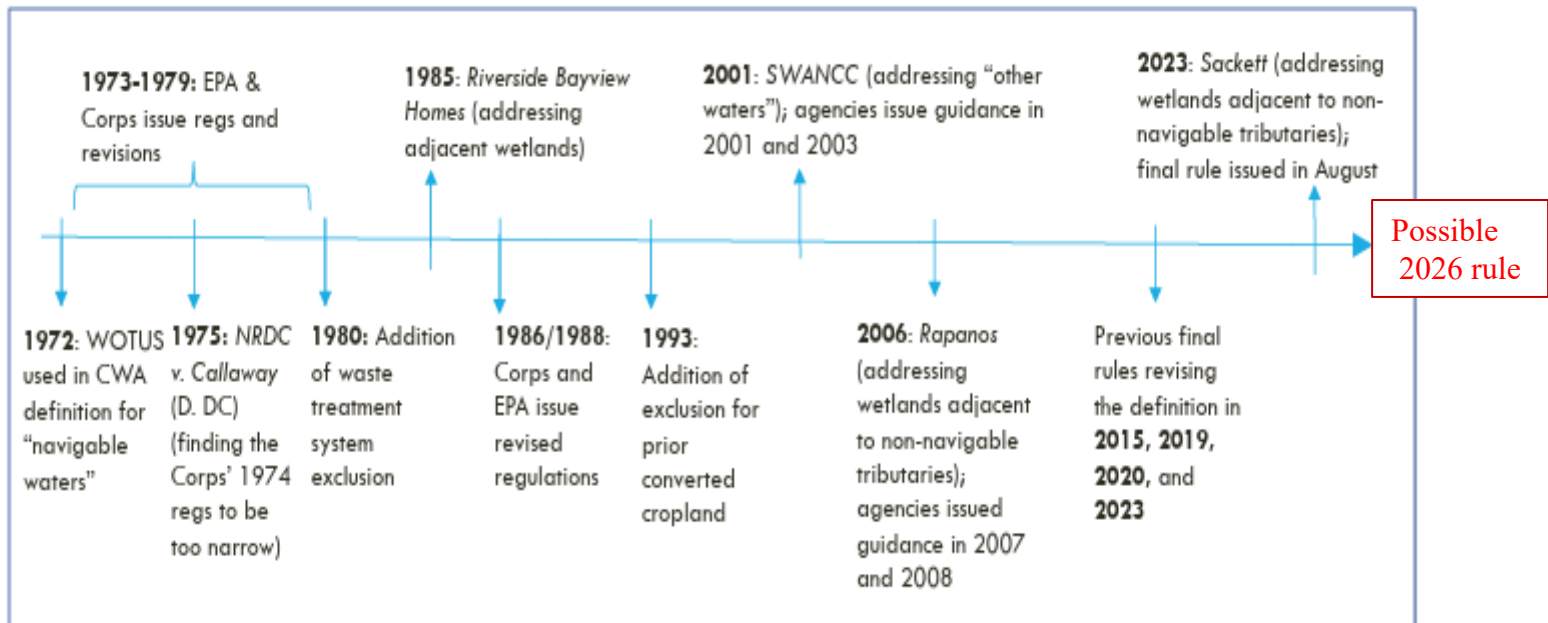 1973-1979: EPA &
Corps issue regs and
revisions
1985: Riverside Bayview
Homes (addressing
adjacent wetlands)
2001: SWANCC (addressing “other
waters”); agencies issue guidance in
2001 and 2003
2023: Sackett (addressing
wetlands adjacent to non-
navigable tributaries);
final rule issued in August
Possible
2026 rule
1972: WOTUS
used in CWA
definition for
“navigable
waters”
1975: NRDC
v. Callaway
(D. DC)
(finding the
Corps’ 1974
regs to be
too narrow)
1980: Addition
of waste
treatment
system
exclusion
1986/1988:
Corps and
EPA issue
revised
regulations
1993:
Addition of
exclusion for
prior
converted
cropland
2006: Rapanos
(addressing
wetlands adjacent
to non-navigable
tributaries);
agencies issued
guidance in 2007
and 2008
Previous final
rules revising
the definition in
2015, 2019,
2020, and
2023